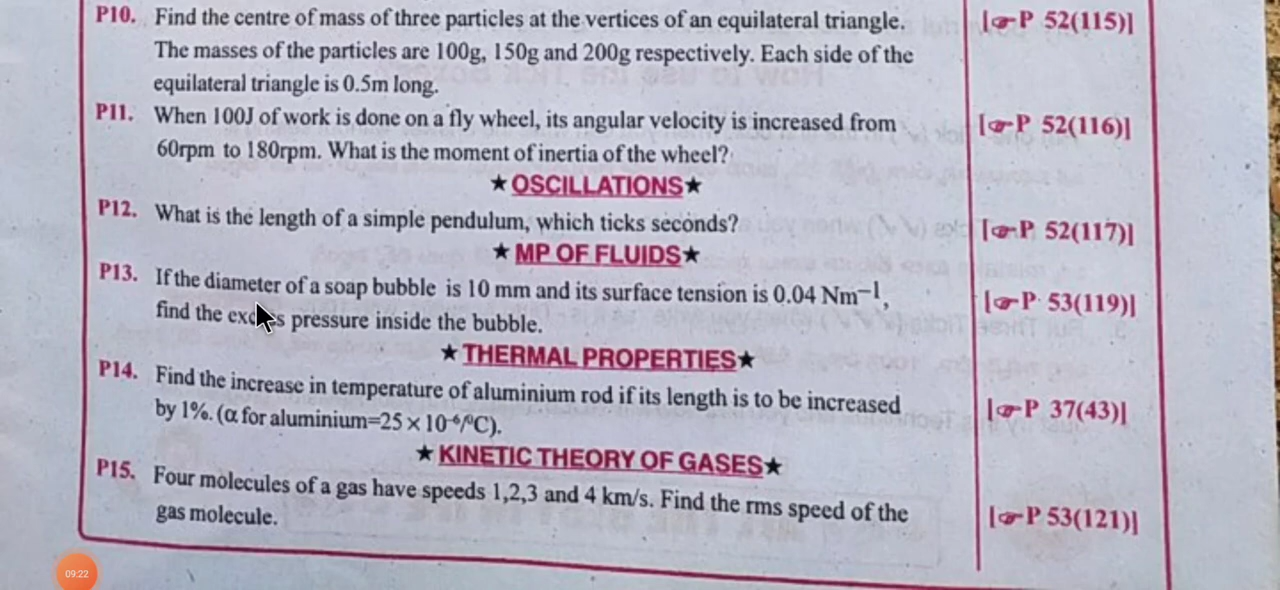 P10. Find the centre of mass of three particles at the vertices of an equilateral triangle. [☞P 52(115)]
The masses of the particles are 100g, 150g and 200g respectively. Each side of the
equilateral triangle is 0.5m long.
P11. When 100J of work is done on a fly wheel, its angular velocity is increased from [☞P 52(116)]
60rpm to 180rpm. What is the moment of inertia of the wheel?
★OSCILLATIONS★
P12. What is the length of a simple pendulum, which ticks seconds? [☞P 52(117)]
★ MP OF FLUIDS★
P13. If the diameter of a soap bubble is 10 mm and its surface tension is 0.04 Nm⁻¹, [☞P 53(119)]
find the pressure inside the bubble.
★THERMAL PROPERTIES★
P14. Find the increase in temperature of aluminium rod if its length is to be increased [☞P 37(43)]
by 1%. (α for aluminium=25 × 10⁻⁶/⁰C).
★ KINETIC THEORY OF GASES★
P15. Four molecules of a gas have speeds 1,2,3 and 4 km/s. Find the rms speed of the [☞P 53(121)]
gas molecule.
09:22